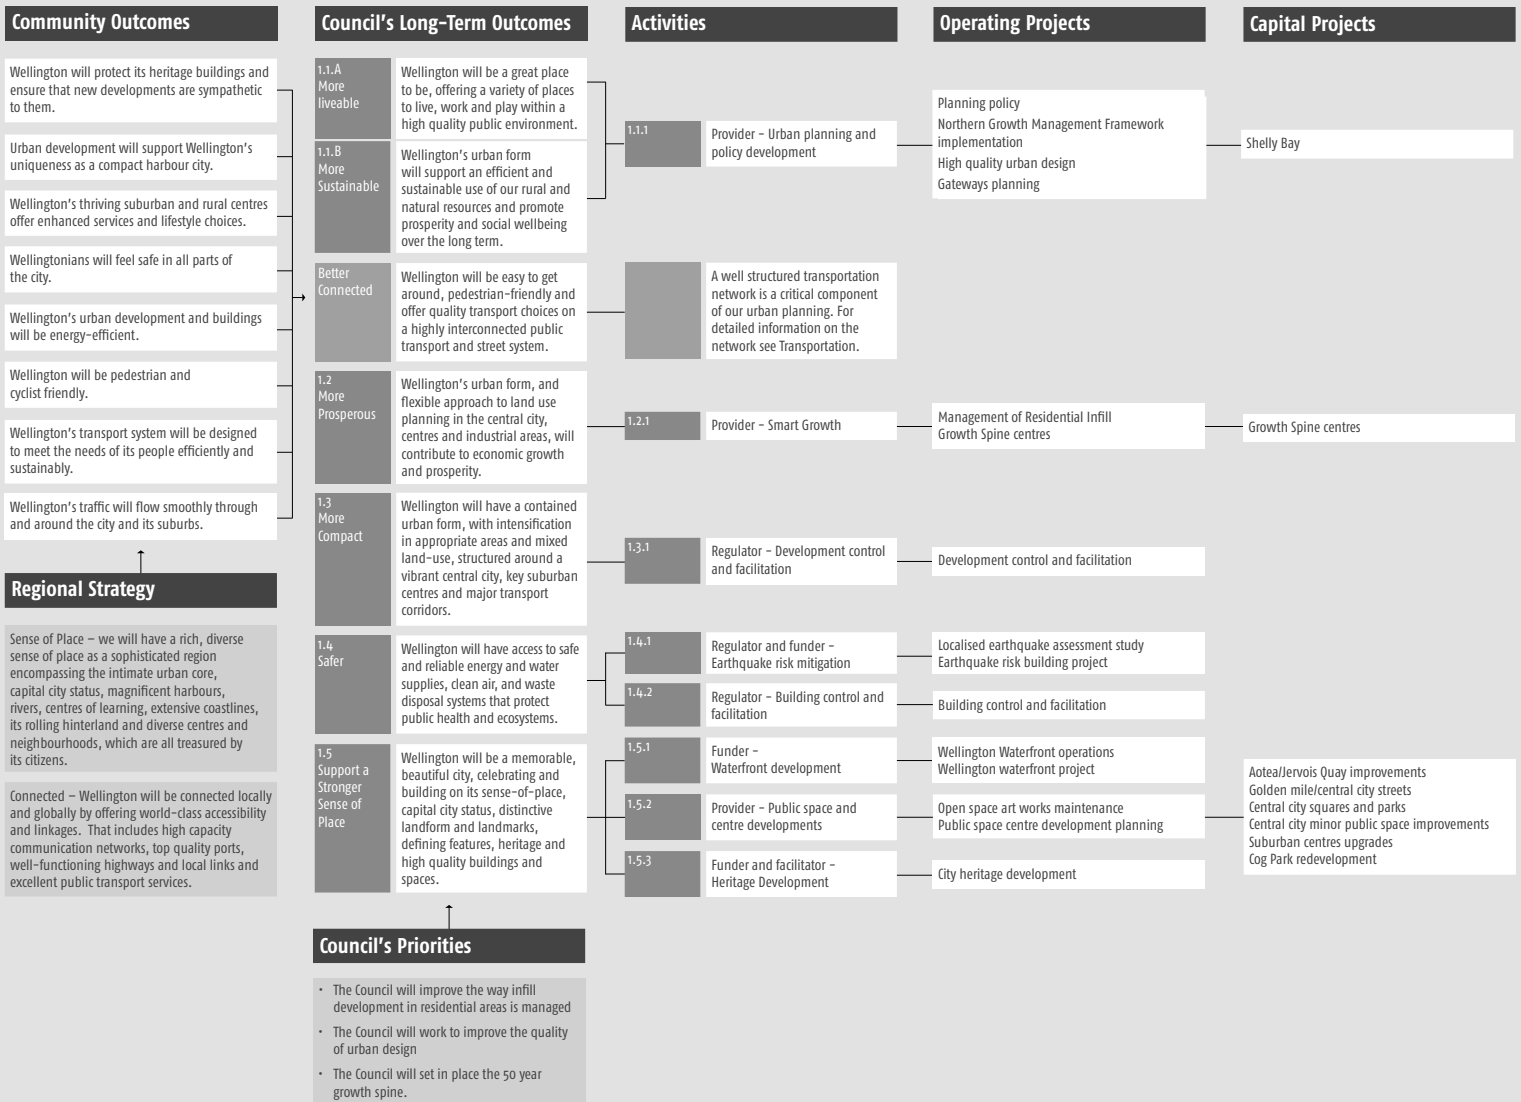 Community Outcomes
Wellington will protect its heritage buildings and
ensure that new developments are sympathetic
to them.
Urban development will support Wellington's
uniqueness as a compact harbour city.
Wellington's thriving suburban and rural centres
offer enhanced services and lifestyle choices.
Wellingtonians will feel safe in all parts of
the city.
Wellington's urban development and buildings
will be energy-efficient.
Wellington will be pedestrian and
cyclist friendly.
Wellington's transport system will be designed
to meet the needs of its people efficiently and
sustainably.
Wellington's traffic will flow smoothly through
and around the city and its suburbs.
Regional Strategy
Sense of Place – we will have a rich, diverse
sense of place as a sophisticated region
encompassing the intimate urban core,
capital city status, magnificent harbours,
rivers, centres of learning, extensive coastlines,
its rolling hinterland and diverse centres and
neighbourhoods, which are all treasured by
its citizens.
Connected – Wellington will be connected locally
and globally by offering world-class accessibility
and linkages. That includes high capacity
communication networks, top quality ports,
well-functioning highways and local links and
excellent public transport services.
Council's Long-Term Outcomes
1.1.A
More
liveable
Wellington will be a great place
to be, offering a variety of places
to live, work and play within a
high quality public environment.
1.1.B
More
Sustainable
Wellington's urban form
will support an efficient and
sustainable use of our rural and
natural resources and promote
prosperity and social wellbeing
over the long term.
Better
Connected
Wellington will be easy to get
around, pedestrian-friendly and
offer quality transport choices on
a highly interconnected public
transport and street system.
1.2
More
Prosperous
Wellington's urban form, and
flexible approach to land use
planning in the central city,
centres and industrial areas, will
contribute to economic growth
and prosperity.
1.3
More
Compact
Wellington will have a contained
urban form, with intensification
in appropriate areas and mixed
land-use, structured around a
vibrant central city, key suburban
centres and major transport
corridors.
1.4
Safer
Wellington will have access to safe
and reliable energy and water
supplies, clean air, and waste
disposal systems that protect
public health and ecosystems.
1.5
Support a
Stronger
Sense of
Place
Wellington will be a memorable,
beautiful city, celebrating and
building on its sense-of-place,
capital city status, distinctive
landform and landmarks,
defining features, heritage and
high quality buildings and
spaces.
Council's Priorities
• The Council will improve the way infill
development in residential areas is managed
• The Council will work to improve the quality
of urban design
• The Council will set in place the 50 year
growth spine.
Activities
1.1.1
Provider – Urban planning and
policy development
A well structured transportation
network is a critical component
of our urban planning. For
detailed information on the
network see Transportation.
1.2.1
Provider – Smart Growth
1.3.1
Regulator – Development control
and facilitation
1.4.1
Regulator and funder –
Earthquake risk mitigation
1.4.2
Regulator – Building control and
facilitation
1.5.1
Funder –
Waterfront development
1.5.2
Provider – Public space and
centre developments
1.5.3
Funder and facilitator –
Heritage Development
Operating Projects
Planning policy
Northern Growth Management Framework
implementation
High quality urban design
Gateways planning
Management of Residential Infill
Growth Spine centres
Development control and facilitation
Localised earthquake assessment study
Earthquake risk building project
Building control and facilitation
Wellington Waterfront operations
Wellington waterfront project
Open space art works maintenance
Public space centre development planning
City heritage development
Capital Projects
Shelly Bay
Growth Spine centres
Aotea/Jervois Quay improvements
Golden mile/central city streets
Central city squares and parks
Central city minor public space improvements
Suburban centres upgrades
Cog Park redevelopment